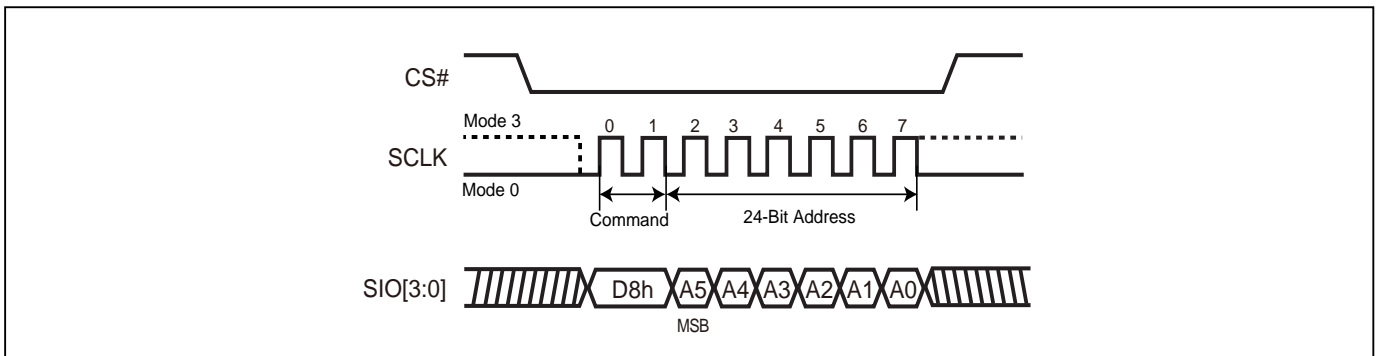 CS#
Mode 3
0 1 2 3 4 5 6 7
SCLK
Mode 0
Command 24-Bit Address
SIO[3:0] D8h A5 A4 A3 A2 A1 A0
MSB